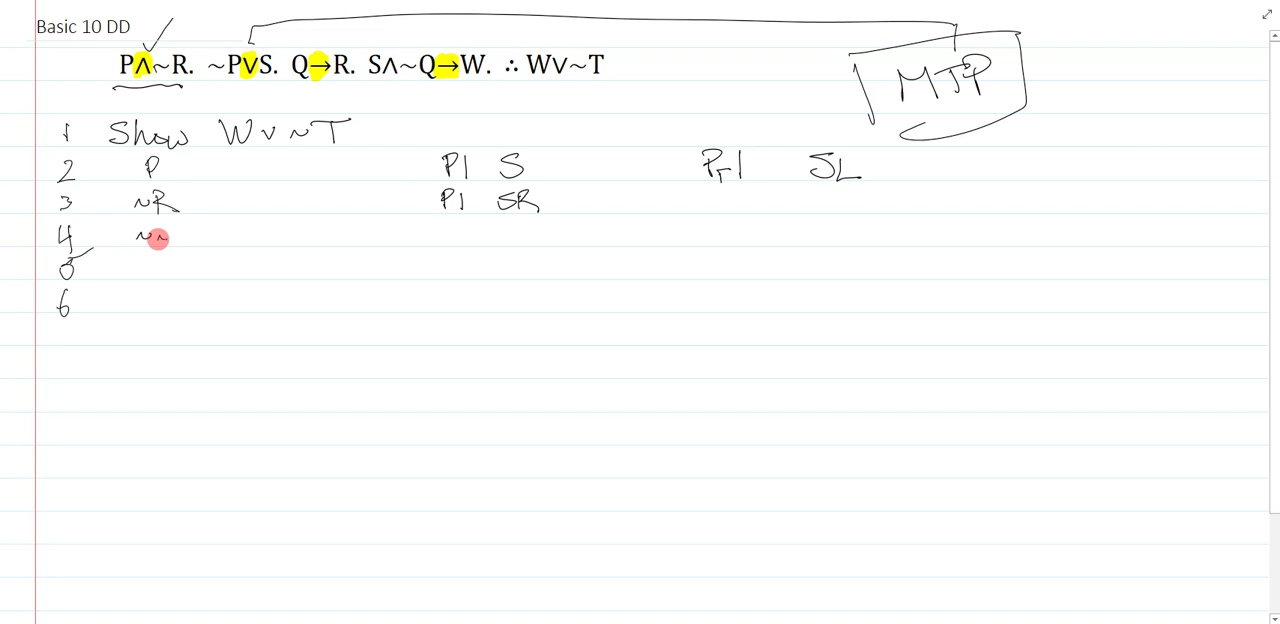 Basic 10 DD
P∧~R. ~P∨S. Q→R. S∧~Q→W. ∴ W∨~T
MTP
1 Show W∨~T
2 P P1 S Pr1 SL
3 ~R P1 SR
4 ~~
5
6